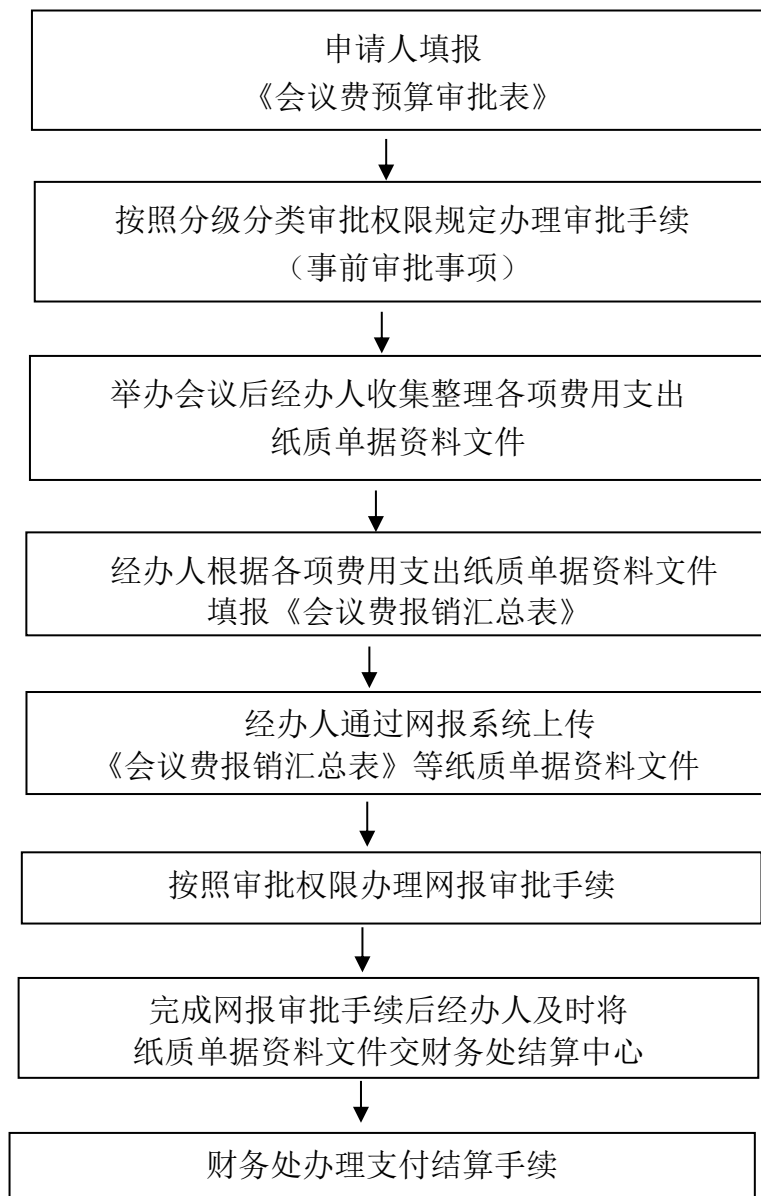 申请人填报
《会议费预算审批表》
按照分级分类审批权限规定办理审批手续
（事前审批事项）
举办会议后经办人收集整理各项费用支出
纸质单据资料文件
经办人根据各项费用支出纸质单据资料文件
填报《会议费报销汇总表》
经办人通过网报系统上传
《会议费报销汇总表》等纸质单据资料文件
按照审批权限办理网报审批手续
完成网报审批手续后经办人及时将
纸质单据资料文件交财务处结算中心
财务处办理支付结算手续